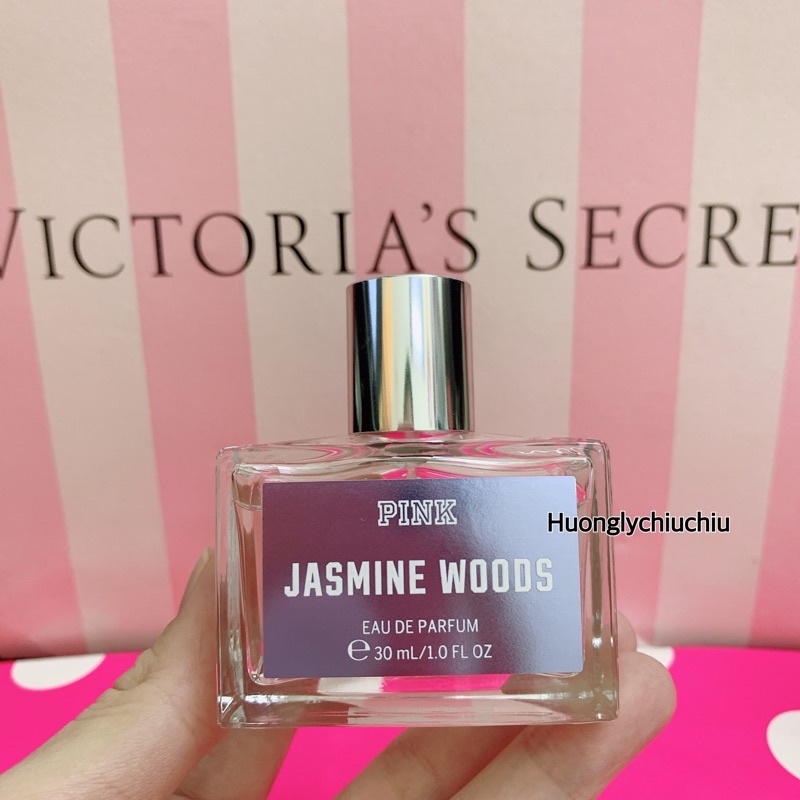 VICTORIA'S SECRE
PINK
Huonglychiuchiu
JASMINE WOODS
EAU DE PARFUM
℮ 30 mL/1.0 FL OZ